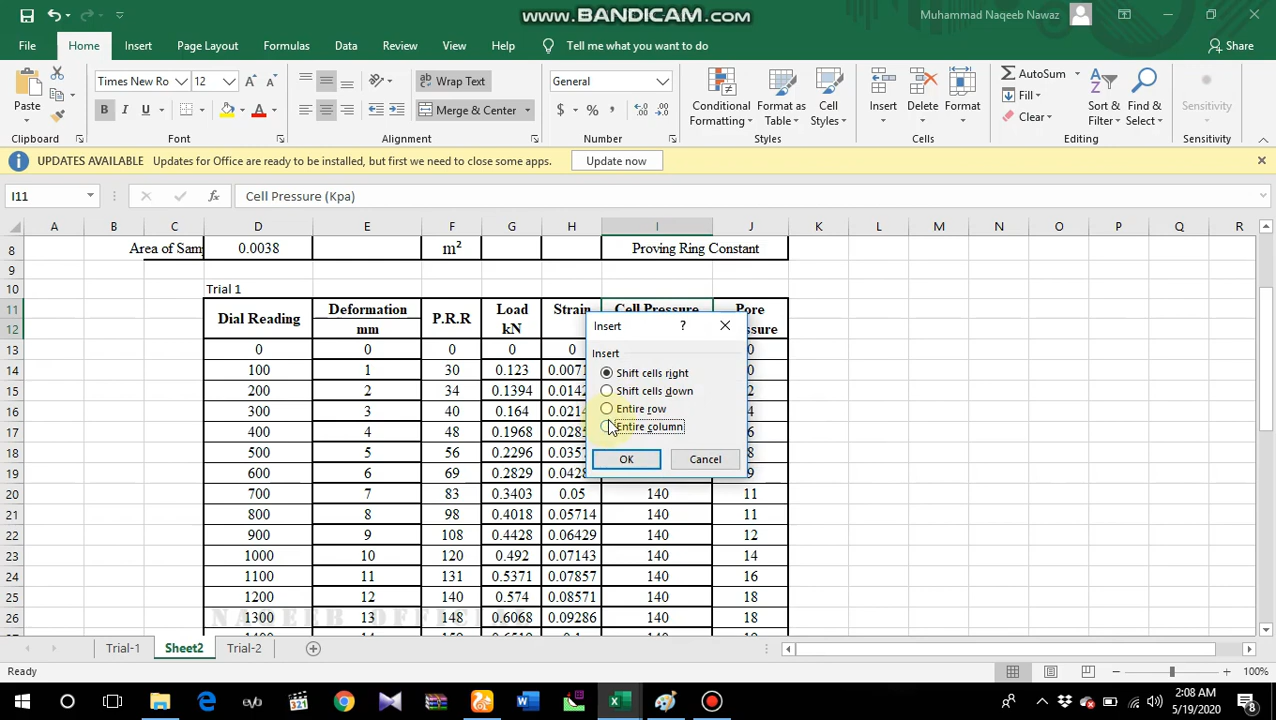 www.BANDICAM.com
Muhammad Naqeeb Nawaz
File Home Insert Page Layout Formulas Data Review View Help Tell me what you want to do Share
Times New Ro 12
Wrap Text
General
Paste
B I U
Merge & Center
$ % ,
Conditional Formatting
Format as Table
Cell Styles
Insert Delete Format
AutoSum
Fill
Clear
Sort & Filter
Find & Select
Sensitivity
Clipboard Font Alignment Number Styles Cells Editing Sensitivity
UPDATES AVAILABLE Updates for Office are ready to be installed, but first we need to close some apps. Update now
I11 fx Cell Pressure (Kpa)
A B C D E F G H I J K L M N O P Q R
8 Area of Sam 0.0038 m² Proving Ring Constant
9
10 Trial 1
11 Dial Reading Deformation P.R.R Load Strain Cell Pressure Pore
12 mm kN ssure
13 0 0 0 0 0 0
14 100 1 30 0.123 0.0071 0
15 200 2 34 0.1394 0.0142 2
16 300 3 40 0.164 0.0214 4
17 400 4 48 0.1968 0.0285 6
18 500 5 56 0.2296 0.0357 8
19 600 6 69 0.2829 0.0428 9
20 700 7 83 0.3403 0.05 140 11
21 800 8 98 0.4018 0.05714 140 11
22 900 9 108 0.4428 0.06429 140 12
23 1000 10 120 0.492 0.07143 140 14
24 1100 11 131 0.5371 0.07857 140 16
25 1200 12 140 0.574 0.08571 140 18
26 1300 13 148 0.6068 0.09286 140 18
Insert ?
Insert
Shift cells right
Shift cells down
Entire row
Entire column
OK Cancel
Trial-1 Sheet2 Trial-2
Ready 100%
2:08 AM
5/19/2020